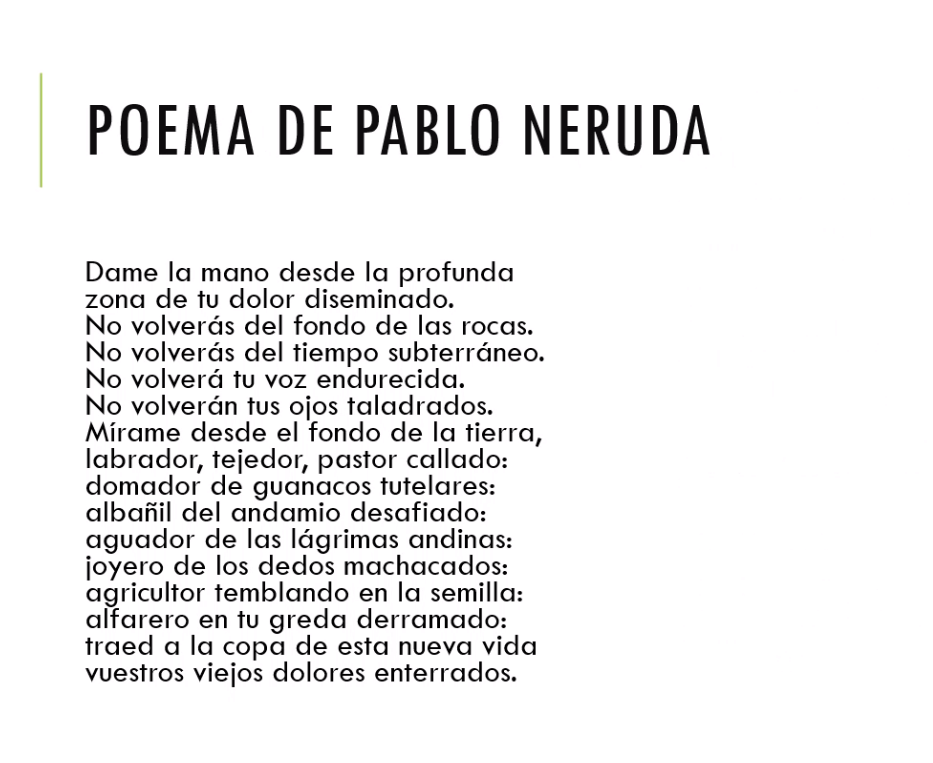 POEMA DE PABLO NERUDA
Dame la mano desde la profunda
zona de tu dolor diseminado.
No volverás del fondo de las rocas.
No volverás del tiempo subterráneo.
No volverá tu voz endurecida.
No volverán tus ojos taladrados.
Mírame desde el fondo de la tierra,
labrador, tejedor, pastor callado:
domador de guanacos tutelares:
albañil del andamio desafiado:
aguador de las lágrimas andinas:
joyero de los dedos machacados:
agricultor temblando en la semilla:
alfarero en tu greda derramado:
traed a la copa de esta nueva vida
vuestros viejos dolores enterrados.